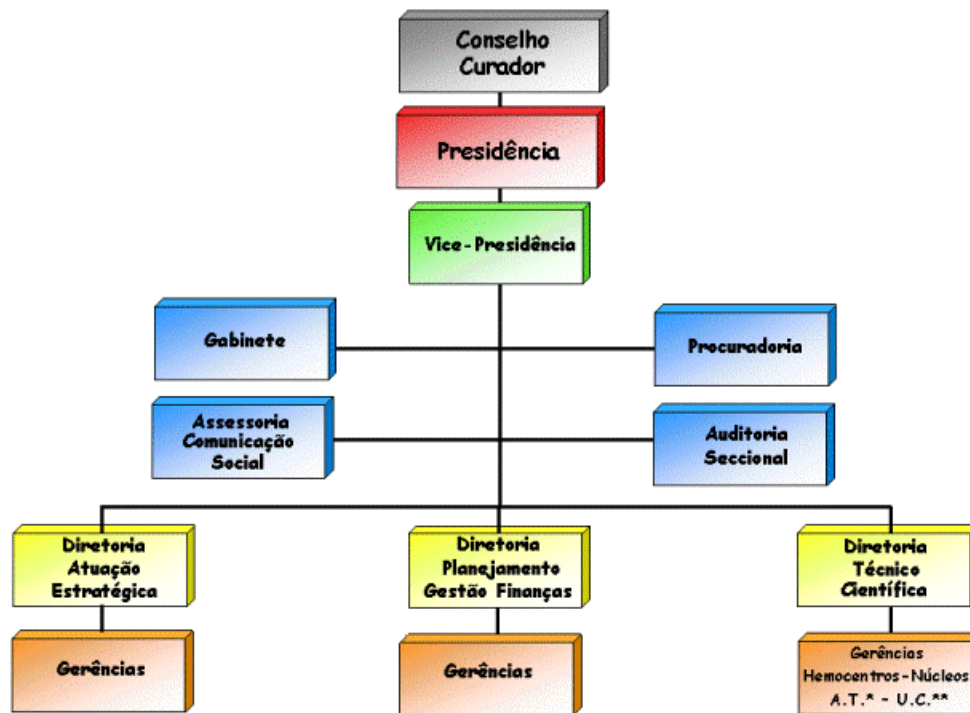 Conselho
Curador
Presidência
Vice-Presidência
Gabinete
Procuradoria
Assessoria
Comunicação
Social
Auditoria
Seccional
Diretoria
Atuação
Estratégica
Diretoria
Planejamento
Gestão Finanças
Diretoria
Técnico
Científica
Gerências
Gerências
Gerências
Hemocentros-Núcleos
A.T.* - U.C.**